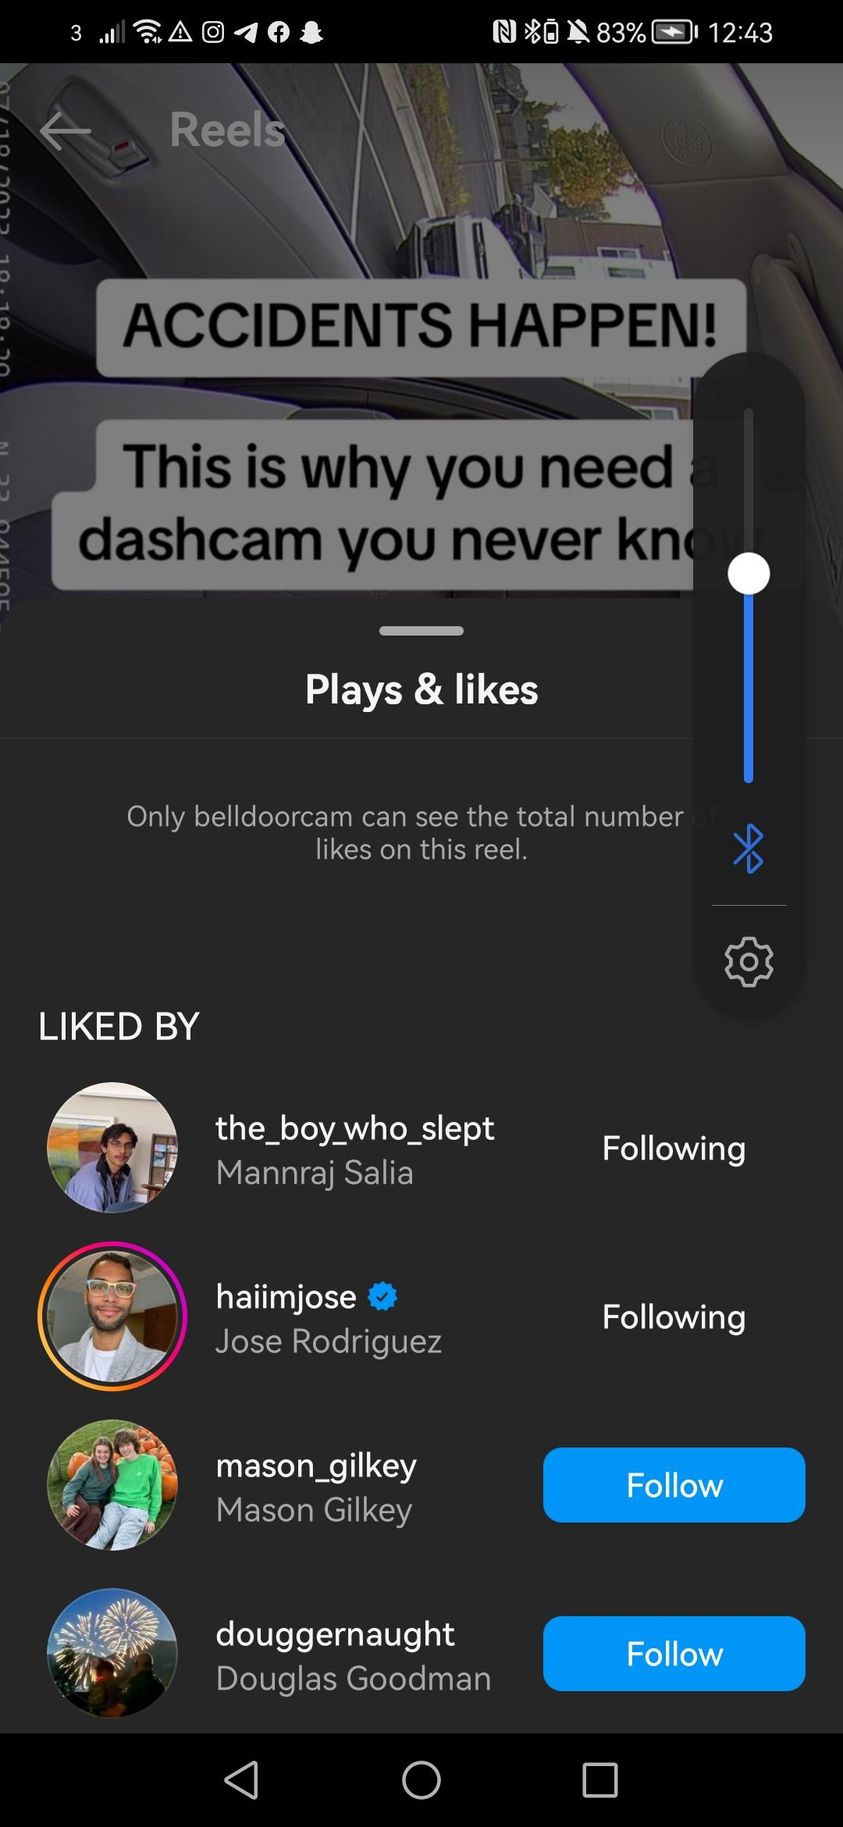 3 83% 12:43
Reels
ACCIDENTS HAPPEN!
This is why you need a
dashcam you never know
Plays & likes
Only belldoorcam can see the total number of
likes on this reel.
LIKED BY
the_boy_who_slept
Mannraj Salia
Following
haiimjose
Jose Rodriguez
Following
mason_gilkey
Mason Gilkey
Follow
douggernaught
Douglas Goodman
Follow